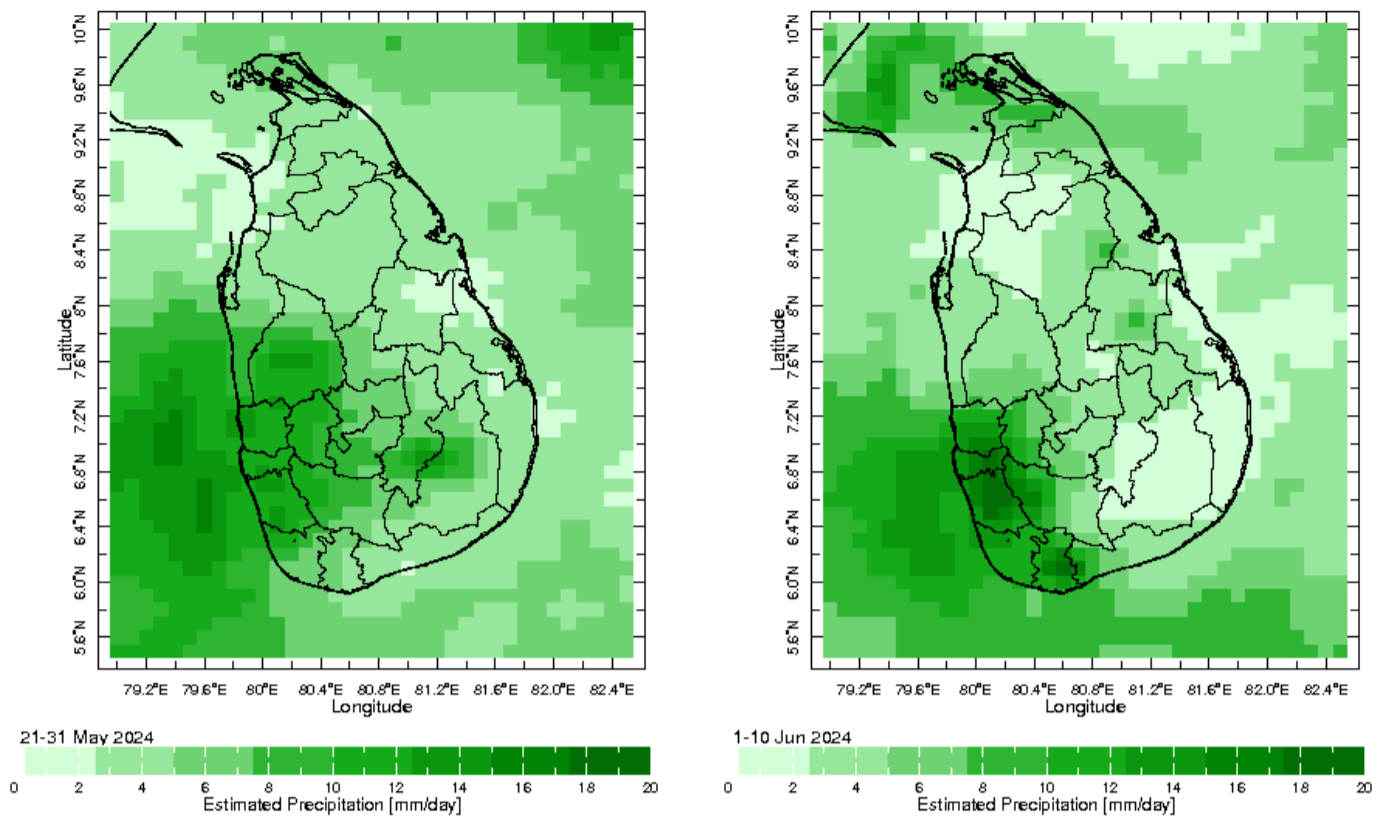 10°N
9.6°N
9.2°N
8.8°N
8.4°N
8°N
7.6°N
7.2°N
6.8°N
6.4°N
6.0°N
5.6°N
Latitude
79.2°E 79.6°E 80°E 80.4°E 80.8°E 81.2°E 81.6°E 82.0°E 82.4°E
Longitude
21-31 May 2024
0 2 4 6 8 10 12 14 16 18 20
Estimated Precipitation [mm/day]
10°N
9.6°N
9.2°N
8.8°N
8.4°N
8°N
7.6°N
7.2°N
6.8°N
6.4°N
6.0°N
5.6°N
Latitude
79.2°E 79.6°E 80°E 80.4°E 80.8°E 81.2°E 81.6°E 82.0°E 82.4°E
Longitude
1-10 Jun 2024
0 2 4 6 8 10 12 14 16 18 20
Estimated Precipitation [mm/day]